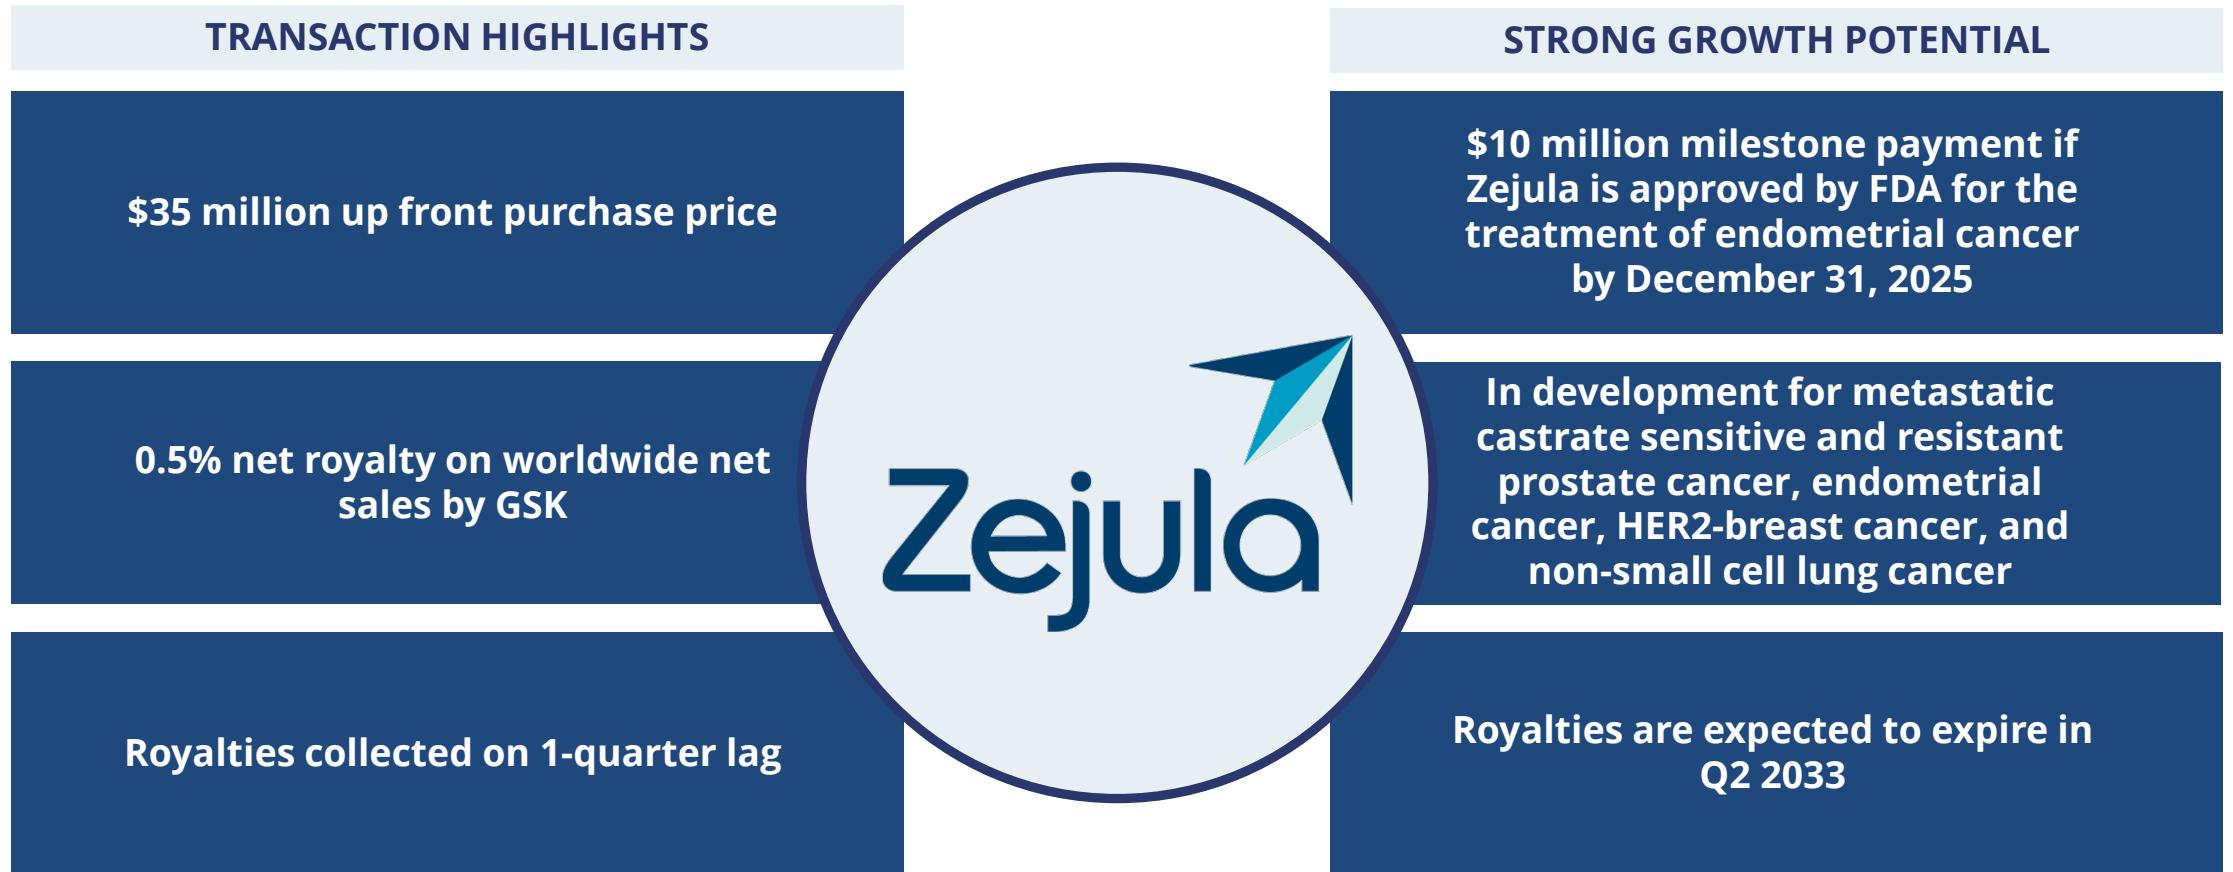 TRANSACTION HIGHLIGHTS
$35 million up front purchase price
0.5% net royalty on worldwide net
sales by GSK
Royalties collected on 1-quarter lag
Zejula
STRONG GROWTH POTENTIAL
$10 million milestone payment if
Zejula is approved by FDA for the
treatment of endometrial cancer
by December 31, 2025
In development for metastatic
castrate sensitive and resistant
prostate cancer, endometrial
cancer, HER2-breast cancer, and
non-small cell lung cancer
Royalties are expected to expire in
Q2 2033